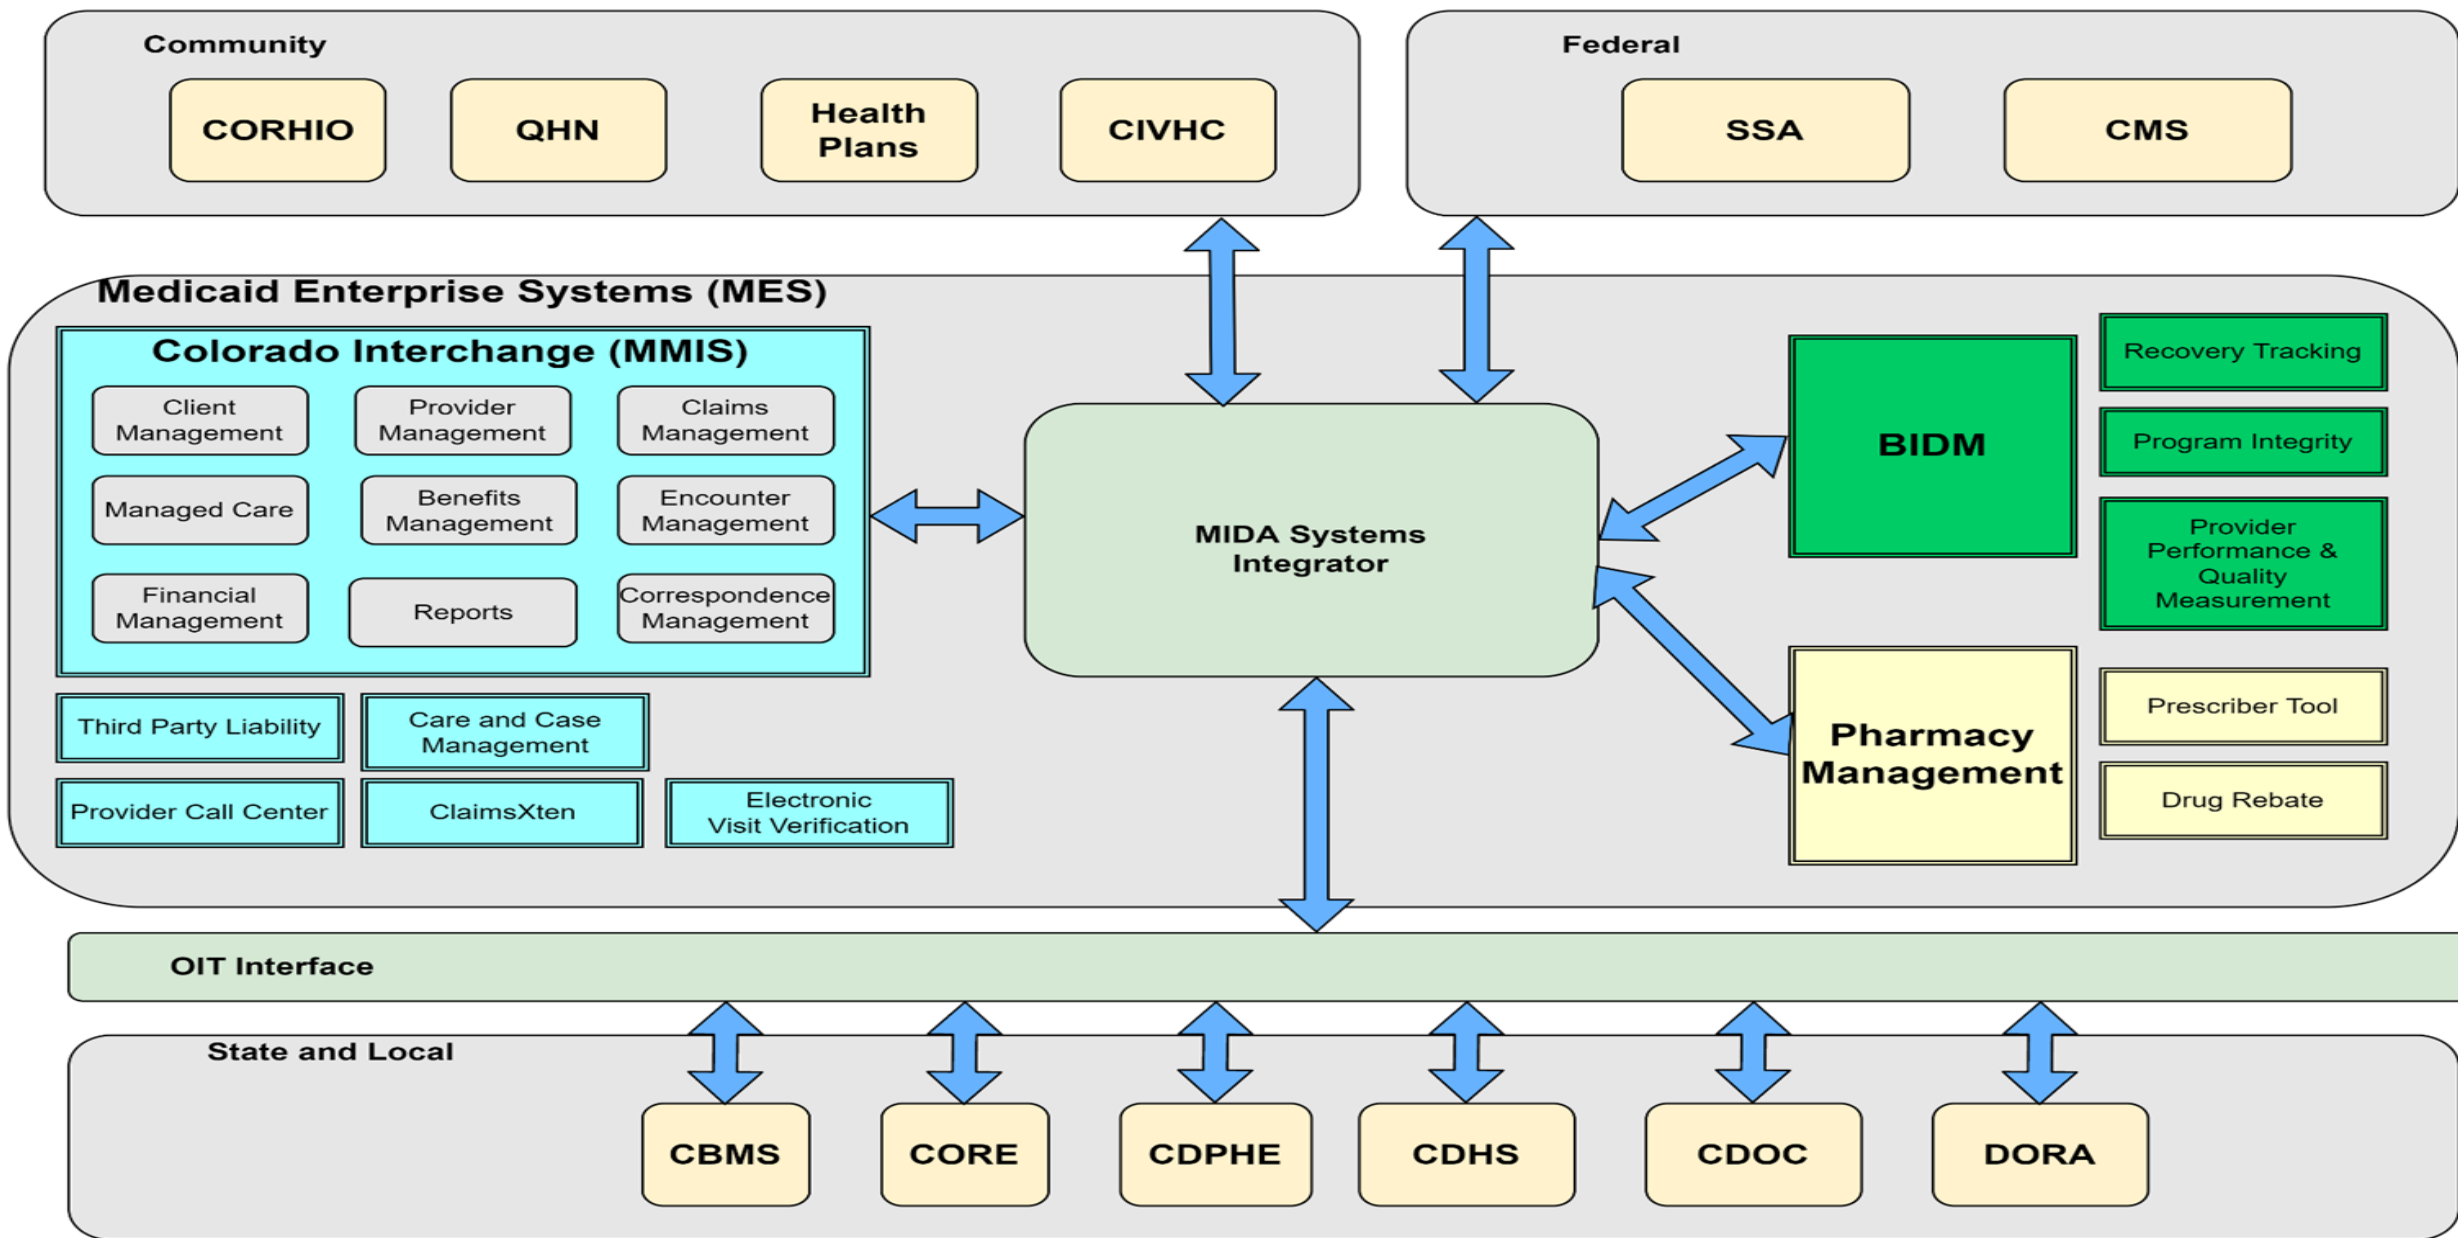 Community
CORHIO
QHN
Health
Plans
CIVHC
Federal
SSA
CMS
Medicaid Enterprise Systems (MES)
Colorado Interchange (MMIS)
Client
Management
Provider
Management
Claims
Management
Managed Care
Benefits
Management
Encounter
Management
Financial
Management
Reports
Correspondence
Management
Third Party Liability
Care and Case
Management
Provider Call Center
ClaimsXten
Electronic
Visit Verification
MIDA Systems
Integrator
BIDM
Recovery Tracking
Program Integrity
Provider
Performance &
Quality
Measurement
Pharmacy
Management
Prescriber Tool
Drug Rebate
OIT Interface
State and Local
CBMS
CORE
CDPHE
CDHS
CDOC
DORA